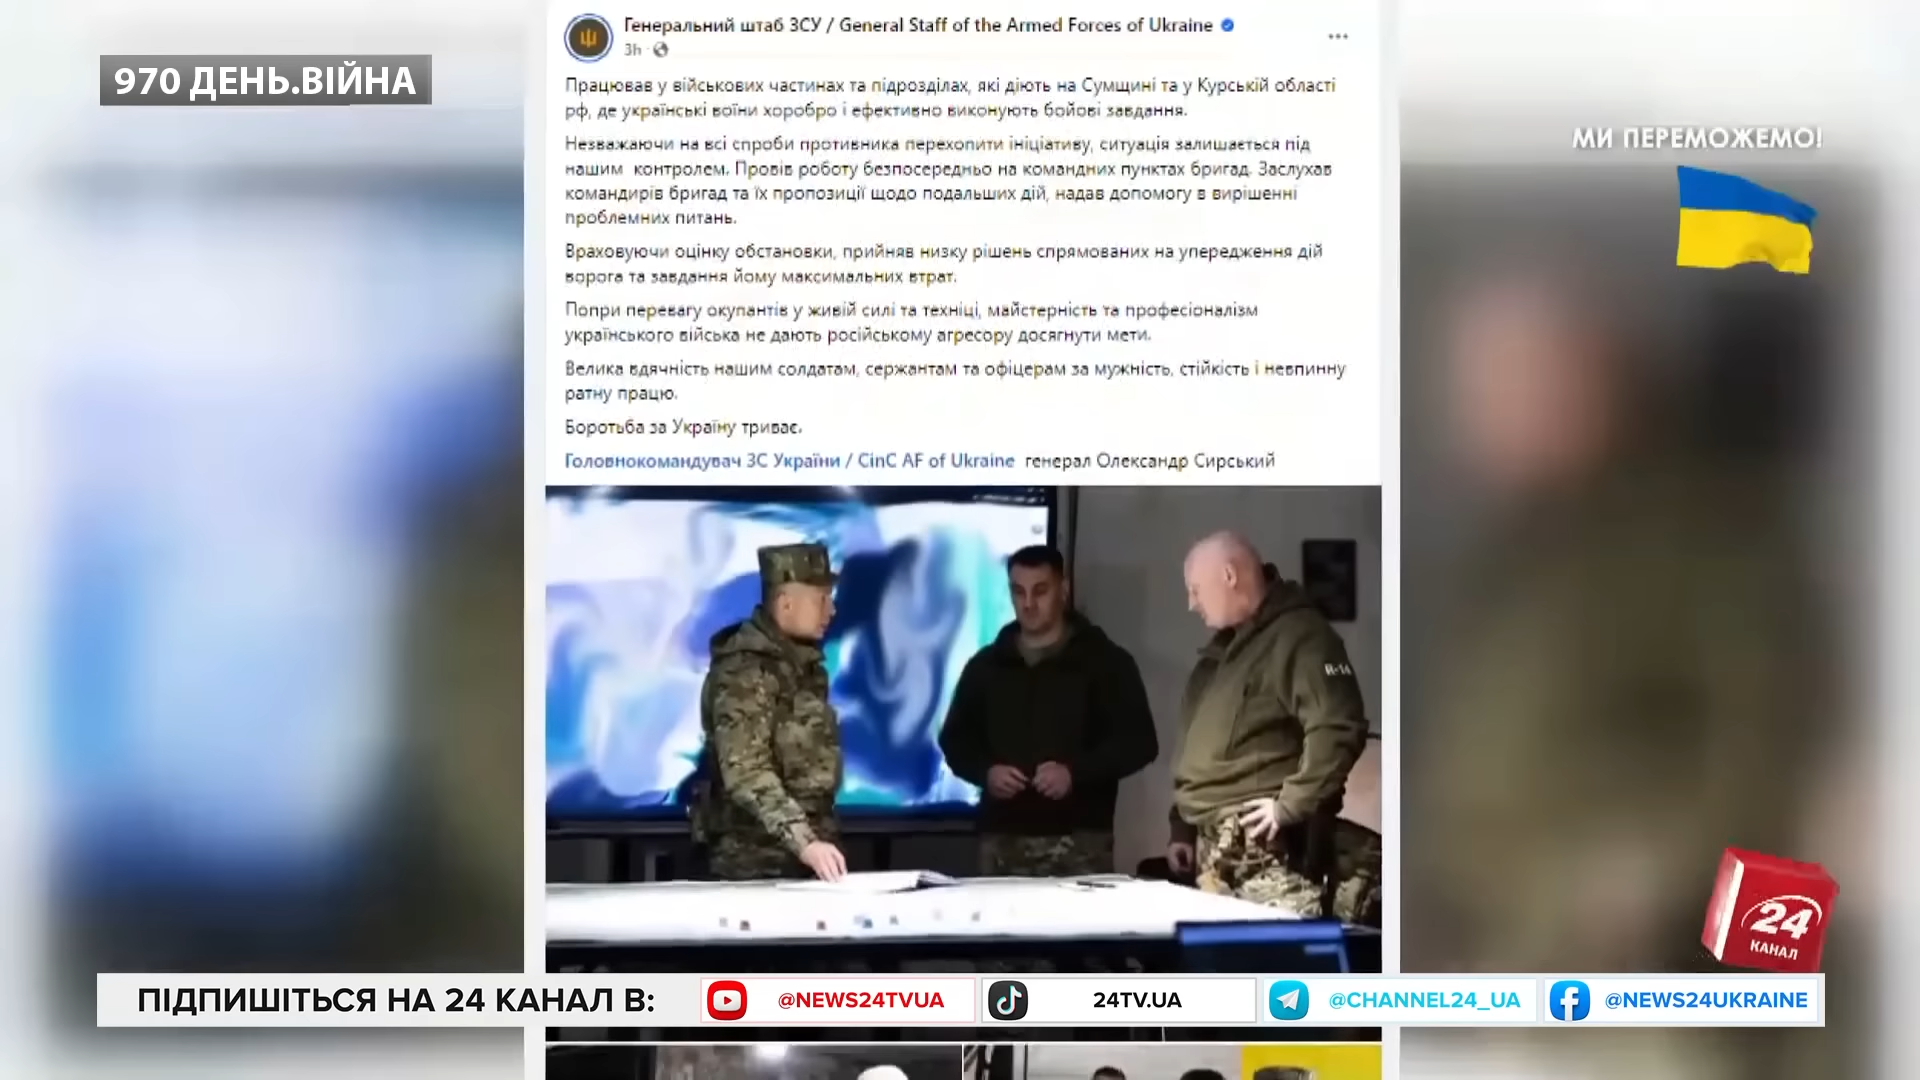 970 ДЕНЬ.ВІЙНА
Генеральний штаб ЗСУ / General Staff of the Armed Forces of Ukraine
3h
Працював у військових частинах та підрозділах, які діють на Сумщині та у Курській області
рф, де українські воїни хоробро і ефективно виконують бойові завдання.
Незважаючи на всі спроби противника перехопити ініціативу, ситуація залишається під
нашим контролем. Провів роботу безпосередньо на командних пунктах бригад. Заслухав
командирів бригад та їх пропозиції щодо подальших дій, надав допомогу в вирішенні
проблемних питань.
Враховуючи оцінку обстановки, прийняв низку рішень спрямованих на упередження дій
ворога та завдання йому максимальних втрат.
Попри перевагу окупантів у живій силі та техніці, майстерність та професіоналізм
українського війська не дають російському агресору досягнути мети.
Велика вдячність нашим солдатам, сержантам та офіцерам за мужність, стійкість і невпинну
ратну працю.
Боротьба за Україну триває.
Головнокомандувач ЗС України / CinC AF of Ukraine генерал Олександр Сирський
МИ ПЕРЕМОЖЕМО!
R-14
24
КАНАЛ
ПІДПИШІТЬСЯ НА 24 КАНАЛ В:
@NEWS24TVUA
24TV.UA
@CHANNEL24_UA
@NEWS24UKRAINE